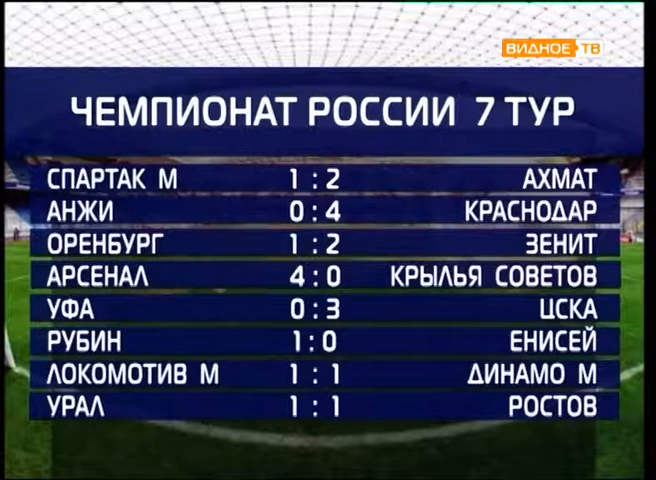 ВИДНОЕ ТВ
ЧЕМПИОНАТ РОССИИ 7 ТУР
СПАРТАК М 1 : 2 АХМАТ
АНЖИ 0 : 4 КРАСНОДАР
ОРЕНБУРГ 1 : 2 ЗЕНИТ
АРСЕНАЛ 4 : 0 КРЫЛЬЯ СОВЕТОВ
УФА 0 : 3 ЦСКА
РУБИН 1 : 0 ЕНИСЕЙ
ЛОКОМОТИВ М 1 : 1 ДИНАМО М
УРАЛ 1 : 1 РОСТОВ